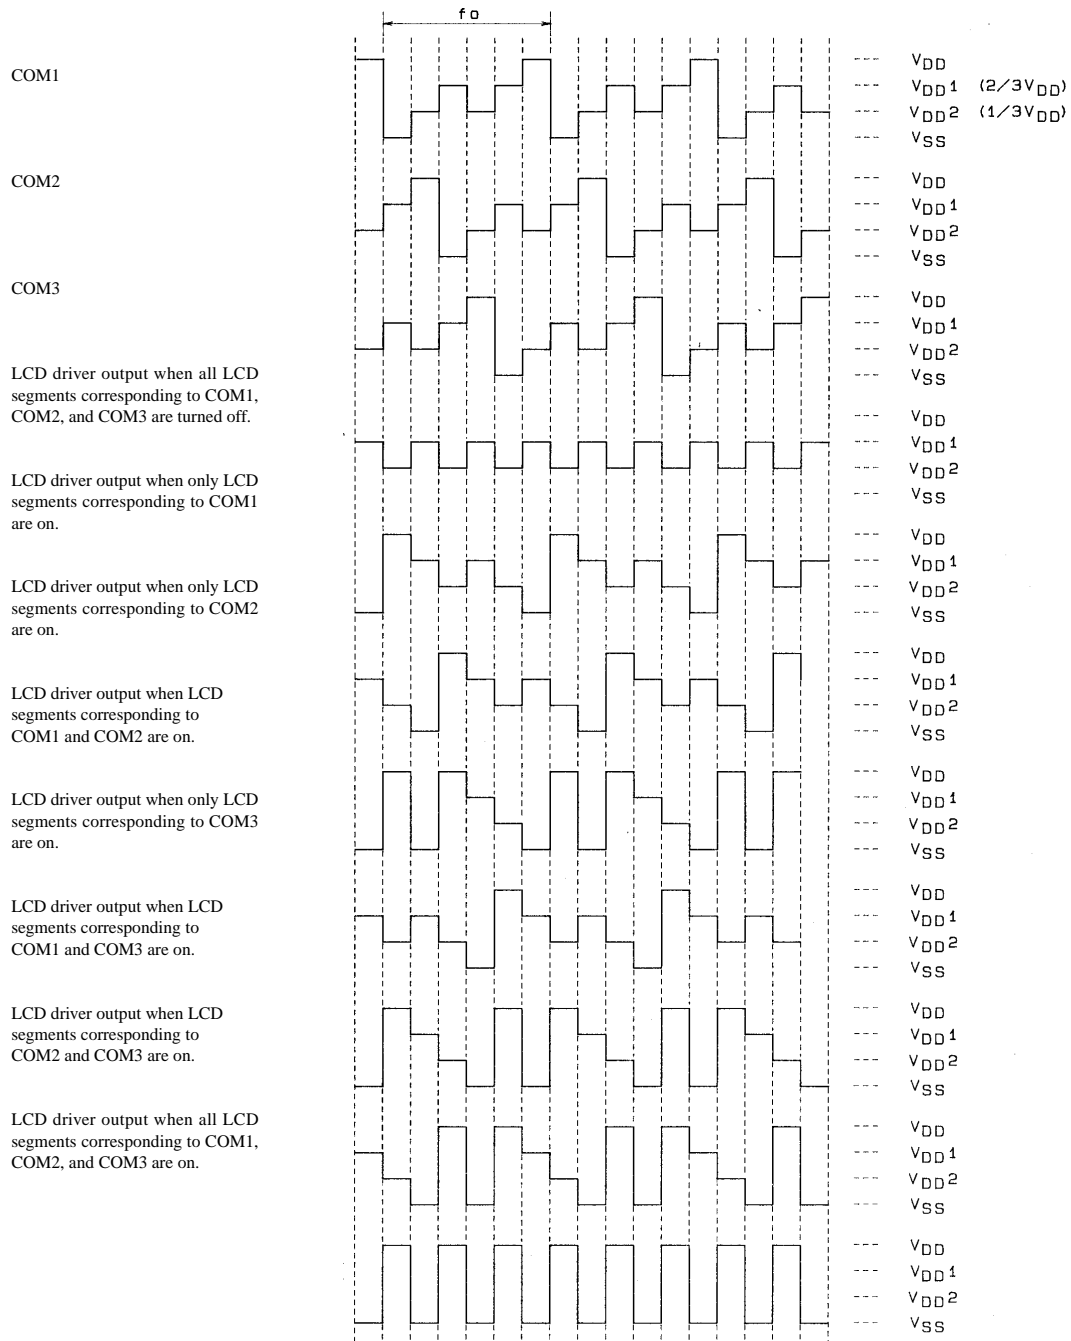 fo
COM1
VDD
VDD1 (2/3VDD)
VDD2 (1/3VDD)
VSS
COM2
VDD
VDD1
VDD2
VSS
COM3
VDD
VDD1
VDD2
VSS
LCD driver output when all LCD
segments corresponding to COM1,
COM2, and COM3 are turned off.
VDD
VDD1
VDD2
VSS
LCD driver output when only LCD
segments corresponding to COM1
are on.
VDD
VDD1
VDD2
VSS
LCD driver output when only LCD
segments corresponding to COM2
are on.
VDD
VDD1
VDD2
VSS
LCD driver output when LCD
segments corresponding to
COM1 and COM2 are on.
VDD
VDD1
VDD2
VSS
LCD driver output when only LCD
segments corresponding to COM3
are on.
VDD
VDD1
VDD2
VSS
LCD driver output when LCD
segments corresponding to
COM1 and COM3 are on.
VDD
VDD1
VDD2
VSS
LCD driver output when LCD
segments corresponding to
COM2 and COM3 are on.
VDD
VDD1
VDD2
VSS
LCD driver output when all LCD
segments corresponding to COM1,
COM2, and COM3 are on.
VDD
VDD1
VDD2
VSS